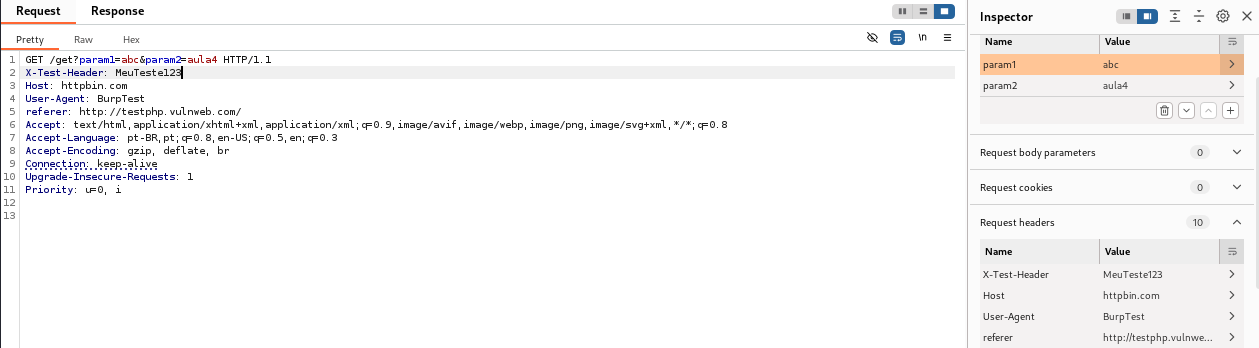 Request Response
Pretty Raw Hex
\n
1 GET /get?param1=abc&param2=aula4 HTTP/1.1
2 X-Test-Header: MeuTeste123
3 Host: httpbin.com
4 User-Agent: BurpTest
5 referer: http://testphp.vulnweb.com/
6 Accept: text/html,application/xhtml+xml,application/xml;q=0.9,image/avif,image/webp,image/png,image/svg+xml,*/*;q=0.8
7 Accept-Language: pt-BR,pt;q=0.8,en-US;q=0.5,en;q=0.3
8 Accept-Encoding: gzip, deflate, br
9 Connection: keep-alive
10 Upgrade-Insecure-Requests: 1
11 Priority: u=0, i
12
13
Inspector
Name Value
param1 abc
param2 aula4
Request body parameters 0
Request cookies 0
Request headers 10
Name Value
X-Test-Header MeuTeste123
Host httpbin.com
User-Agent BurpTest
referer http://testphp.vulnwe...